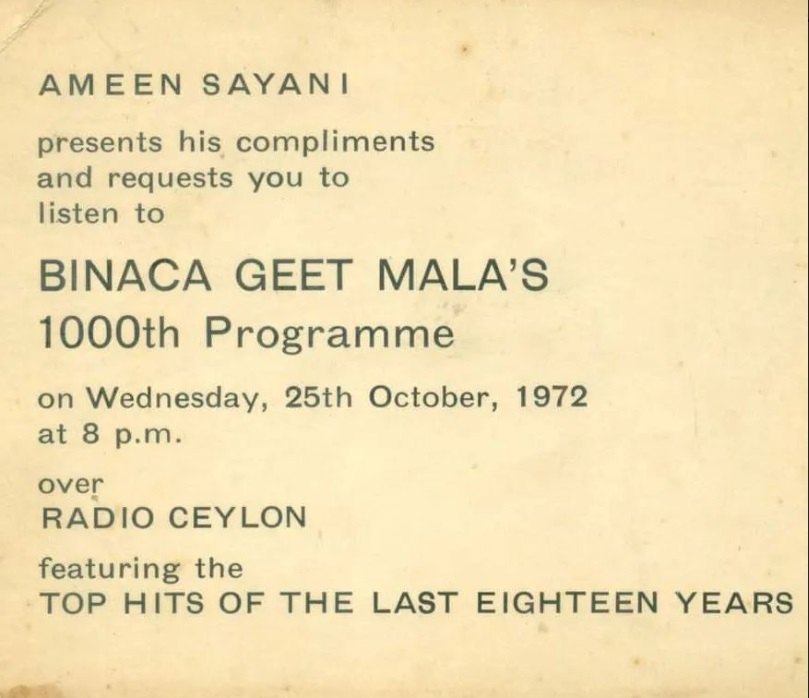 AMEEN SAYANI
presents his compliments
and requests you to
listen to
BINACA GEET MALA'S
1000th Programme
on Wednesday, 25th October, 1972
at 8 p.m.
over
RADIO CEYLON
featuring the
TOP HITS OF THE LAST EIGHTEEN YEARS